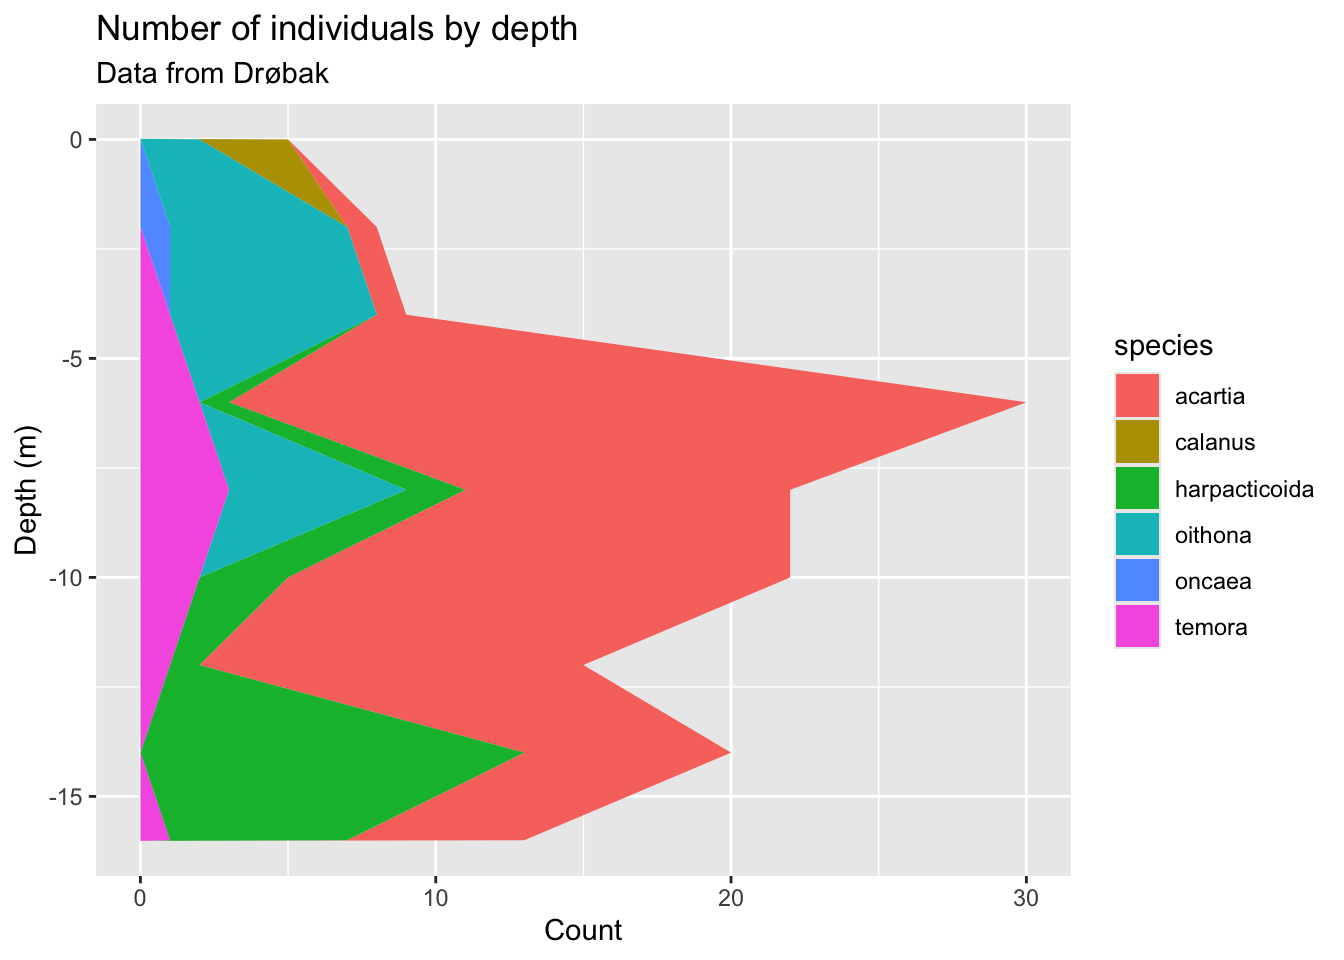 Number of individuals by depth
Data from Drøbak
0
-5
-10
-15
Depth (m)
0 10 20 30
Count
species
acartia
calanus
harpacticoida
oithona
oncaea
temora